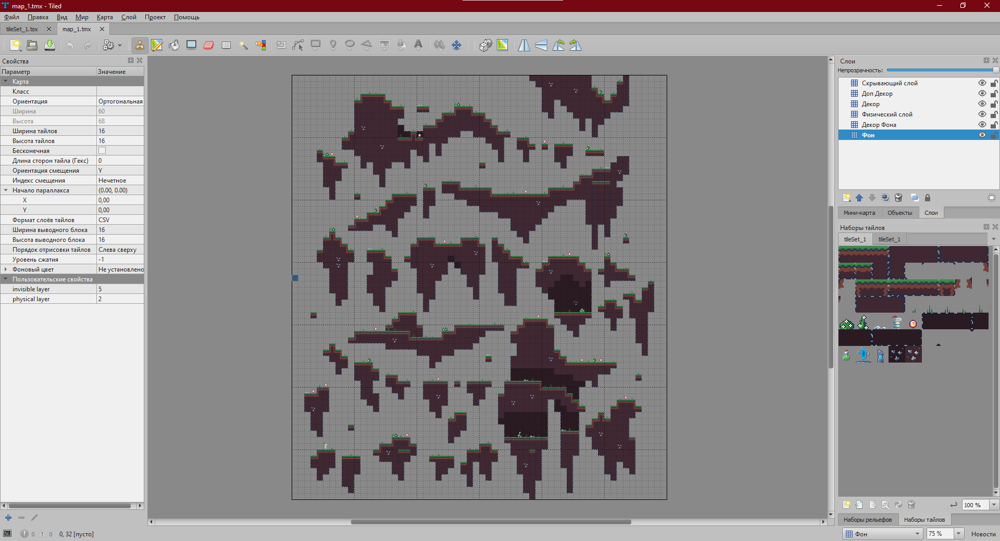 map_1.tmx - Tiled
Файл Правка Вид Мир Карта Слой Проект Помощь
tileSet_1.tsx map_1.tmx
Свойства
Параметр Значение
Карта
Класс
Ориентация Ортогональная
Ширина 60
Высота 68
Ширина тайлов 16
Высота тайлов 16
Бесконечная
Длина сторон тайла (Гекс) 0
Ориентация смещения Y
Индекс смещения Нечетное
Начало параллакса (0.00, 0.00)
X 0,00
Y 0,00
Формат слоёв тайлов CSV
Ширина выводного блока 16
Высота выводного блока 16
Порядок отрисовки тайлов Слева сверху
Уровень сжатия -1
Фоновый цвет Не установлено
Пользовательские свойства
invisible layer 5
physical layer 2
0 0 0, 32 [пусто]
Слои
Непрозрачность:
Скрывающий слой
Доп Декор
Декор
Физический слой
Декор Фона
Фон
Мини-карта Объекты Слои
Наборы тайлов
tileSet_1 tileSet_1
100 %
Наборы рельефов Наборы тайлов
Фон 75 % Новости